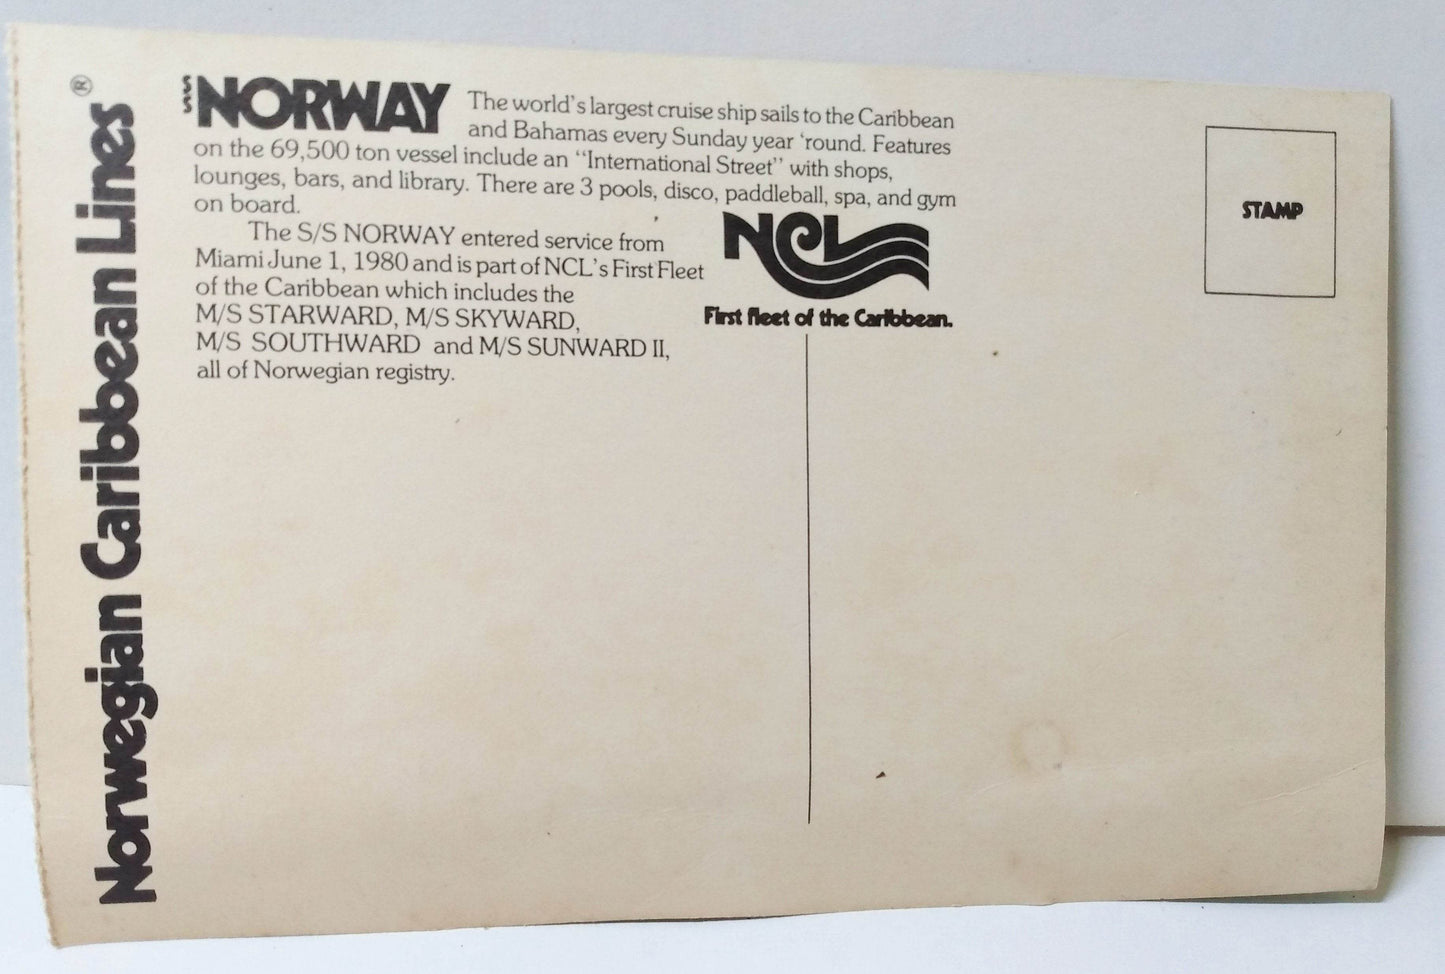 Norwegian Caribbean Lines®
SS NORWAY
The world's largest cruise ship sails to the Caribbean
and Bahamas every Sunday year 'round. Features
on the 69,500 ton vessel include an "International Street" with shops,
lounges, bars, and library. There are 3 pools, disco, paddleball, spa, and gym
on board.
The S/S NORWAY entered service from
Miami June 1, 1980 and is part of NCL's First Fleet
of the Caribbean which includes the
M/S STARWARD, M/S SKYWARD,
M/S SOUTHWARD and M/S SUNWARD II,
all of Norwegian registry.
NCL
First fleet of the Caribbean.
STAMP